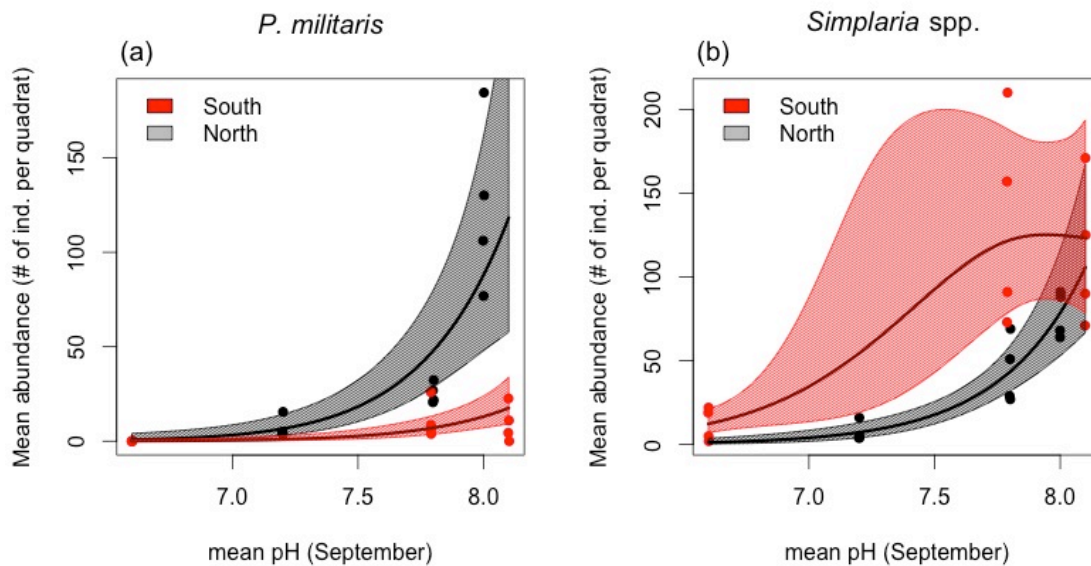 P. militaris
(a)
South
North
150
100
50
0
Mean abundance (# of ind. per quadrat)
7.0 7.5 8.0
mean pH (September)
Simplaria spp.
(b)
South
North
200
150
100
50
0
Mean abundance (# of ind. per quadrat)
7.0 7.5 8.0
mean pH (September)